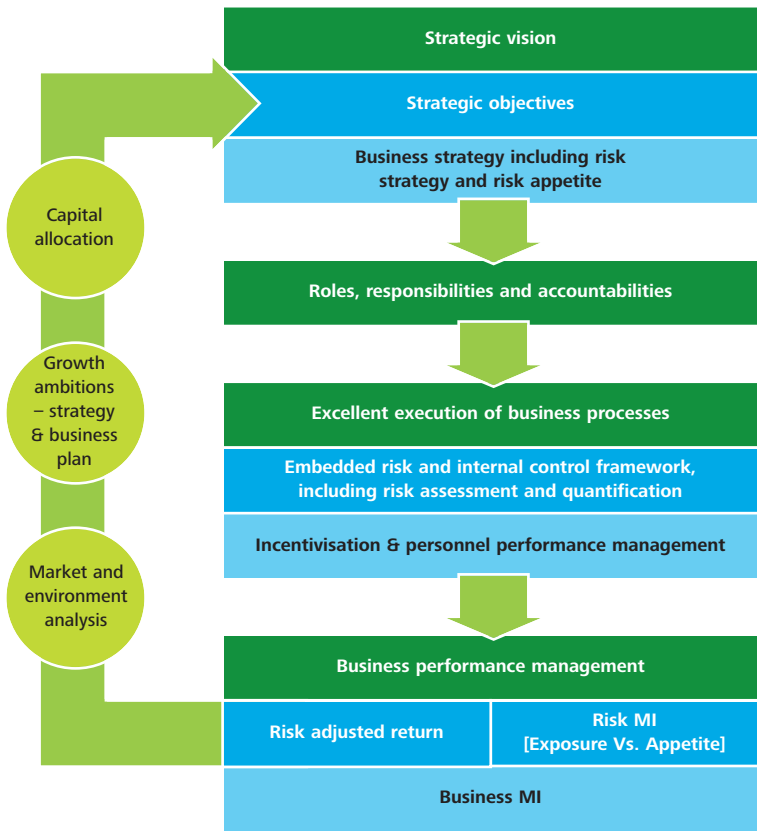 Strategic vision
Strategic objectives
Business strategy including risk
strategy and risk appetite
Capital
allocation
Roles, responsibilities and accountabilities
Growth
ambitions
– strategy
& business
plan
Excellent execution of business processes
Embedded risk and internal control framework,
including risk assessment and quantification
Incentivisation & personnel performance management
Market and
environment
analysis
Business performance management
Risk adjusted return
Risk MI
[Exposure Vs. Appetite]
Business MI